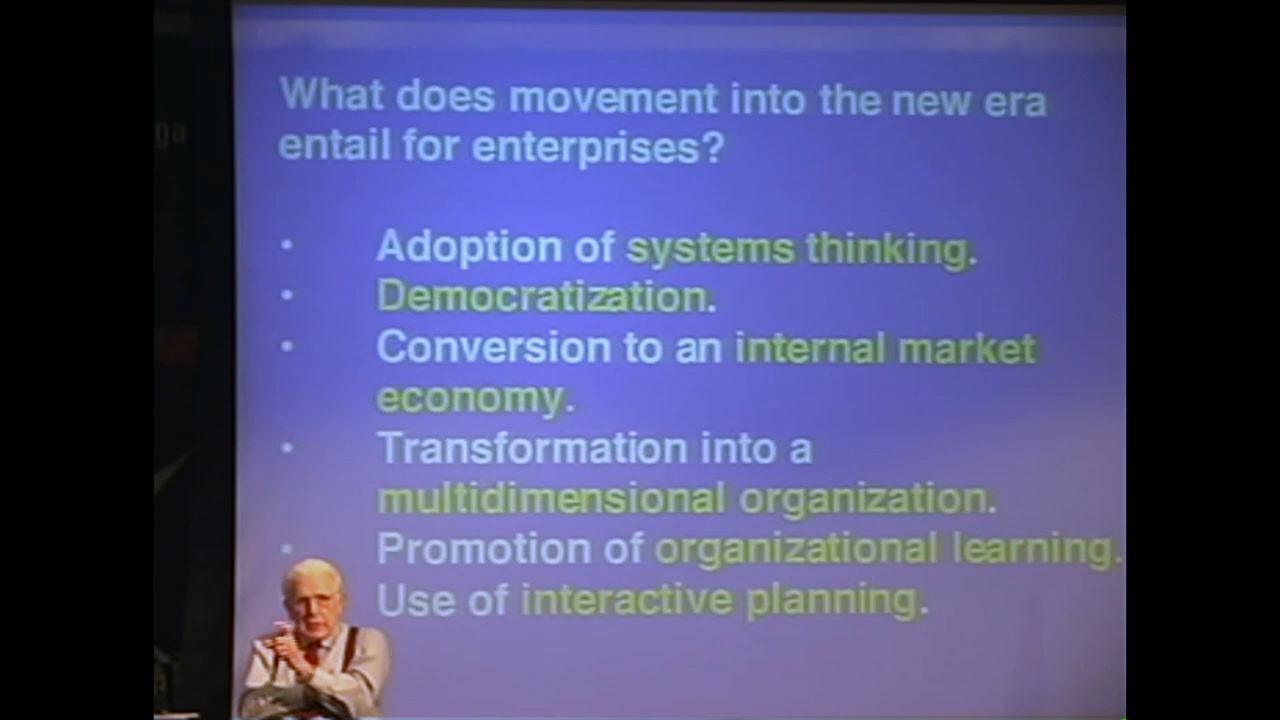 What does movement into the new era
entail for enterprises?
• Adoption of systems thinking.
• Democratization.
• Conversion to an internal market
economy.
• Transformation into a
multidimensional organization.
• Promotion of organizational learning.
Use of interactive planning.
ga